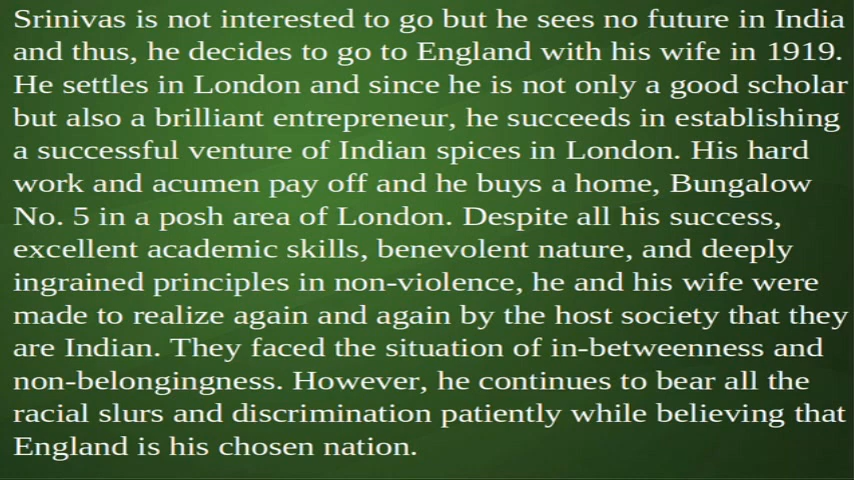 Srinivas is not interested to go but he sees no future in India
and thus, he decides to go to England with his wife in 1919.
He settles in London and since he is not only a good scholar
but also a brilliant entrepreneur, he succeeds in establishing
a successful venture of Indian spices in London. His hard
work and acumen pay off and he buys a home, Bungalow
No. 5 in a posh area of London. Despite all his success,
excellent academic skills, benevolent nature, and deeply
ingrained principles in non-violence, he and his wife were
made to realize again and again by the host society that they
are Indian. They faced the situation of in-betweenness and
non-belongingness. However, he continues to bear all the
racial slurs and discrimination patiently while believing that
England is his chosen nation.